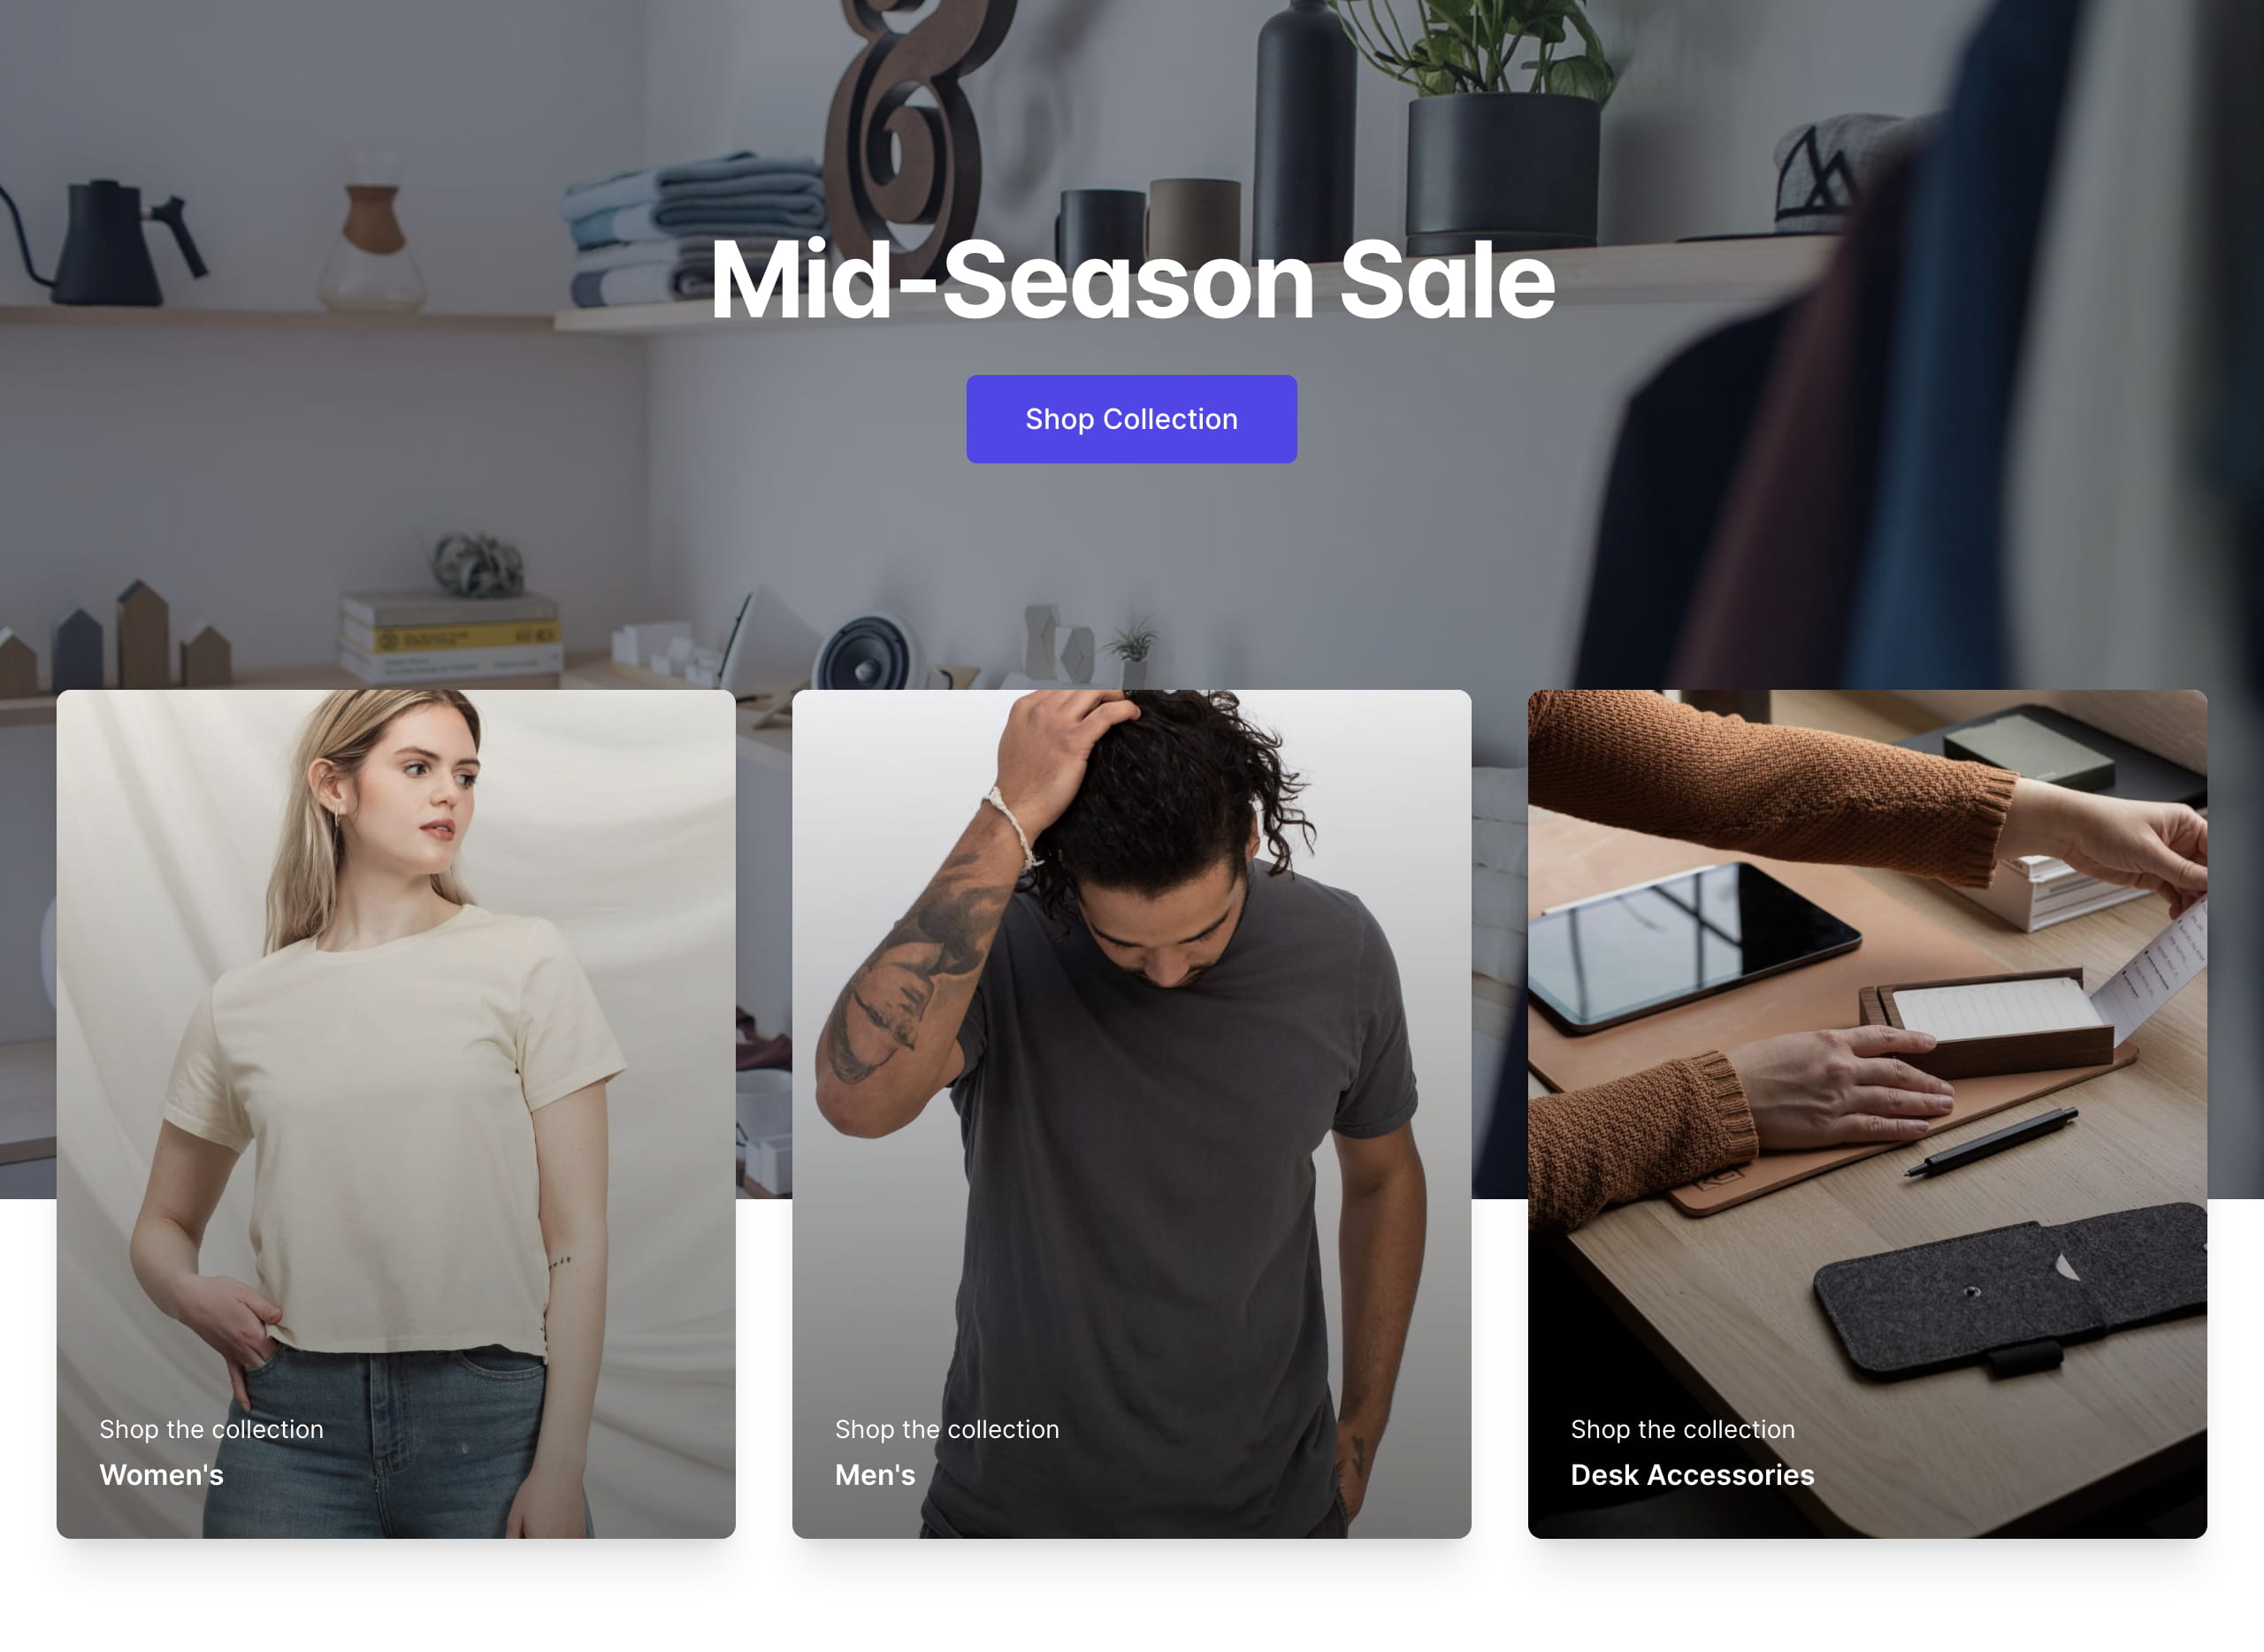 Mid-Season Sale
Shop Collection
Shop the collection
Women's
Shop the collection
Men's
Shop the collection
Desk Accessories